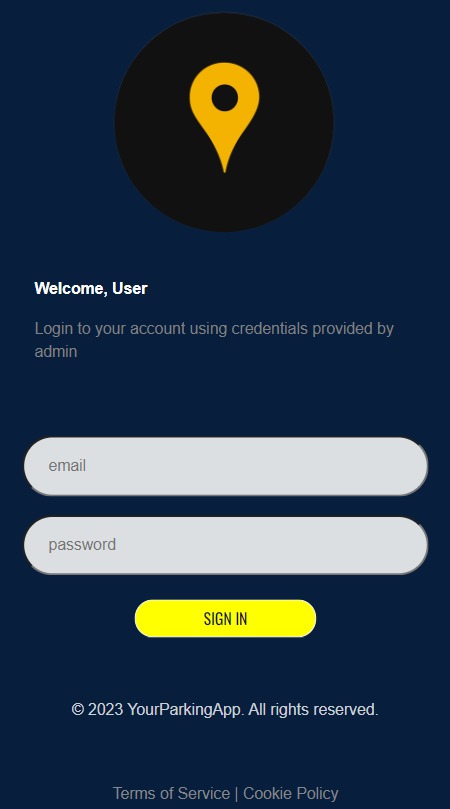 Welcome, User
Login to your account using credentials provided by
admin
email
password
SIGN IN
© 2023 YourParkingApp. All rights reserved.
Terms of Service | Cookie Policy